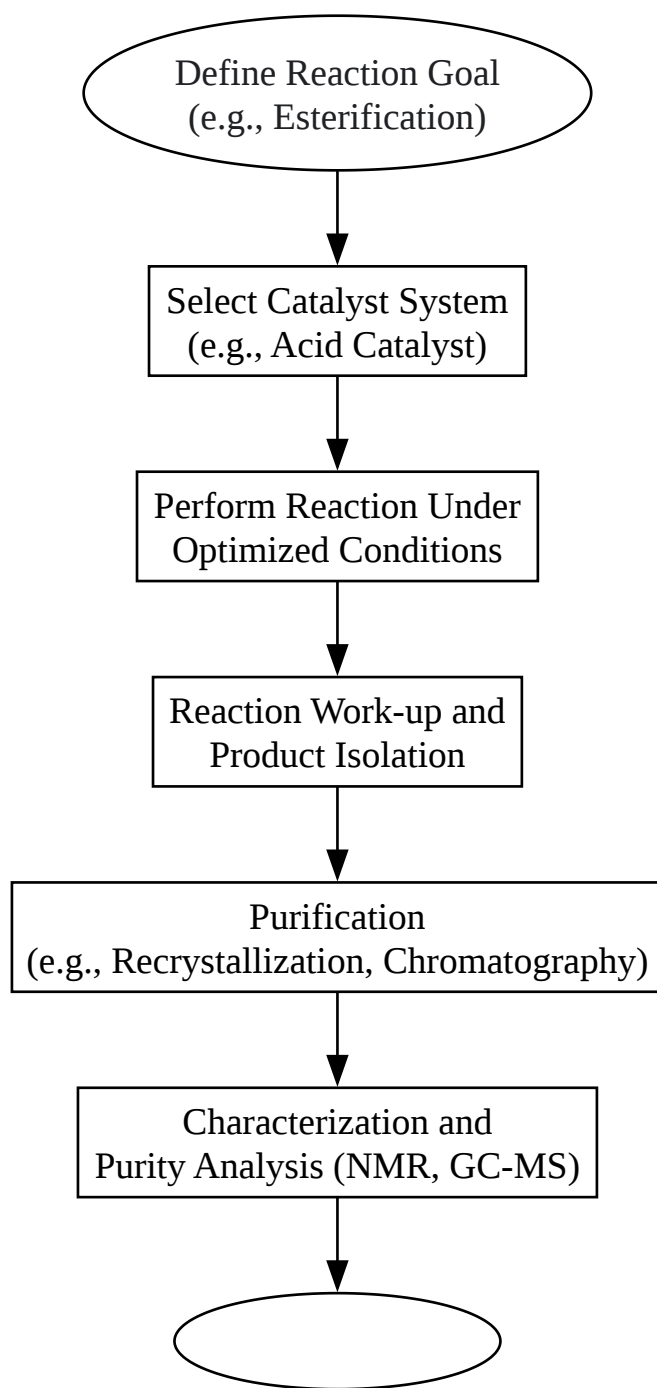 Define Reaction Goal
(e.g., Esterification)
Select Catalyst System
(e.g., Acid Catalyst)
Perform Reaction Under
Optimized Conditions
Reaction Work-up and
Product Isolation
Purification
(e.g., Recrystallization, Chromatography)
Characterization and
Purity Analysis (NMR, GC-MS)